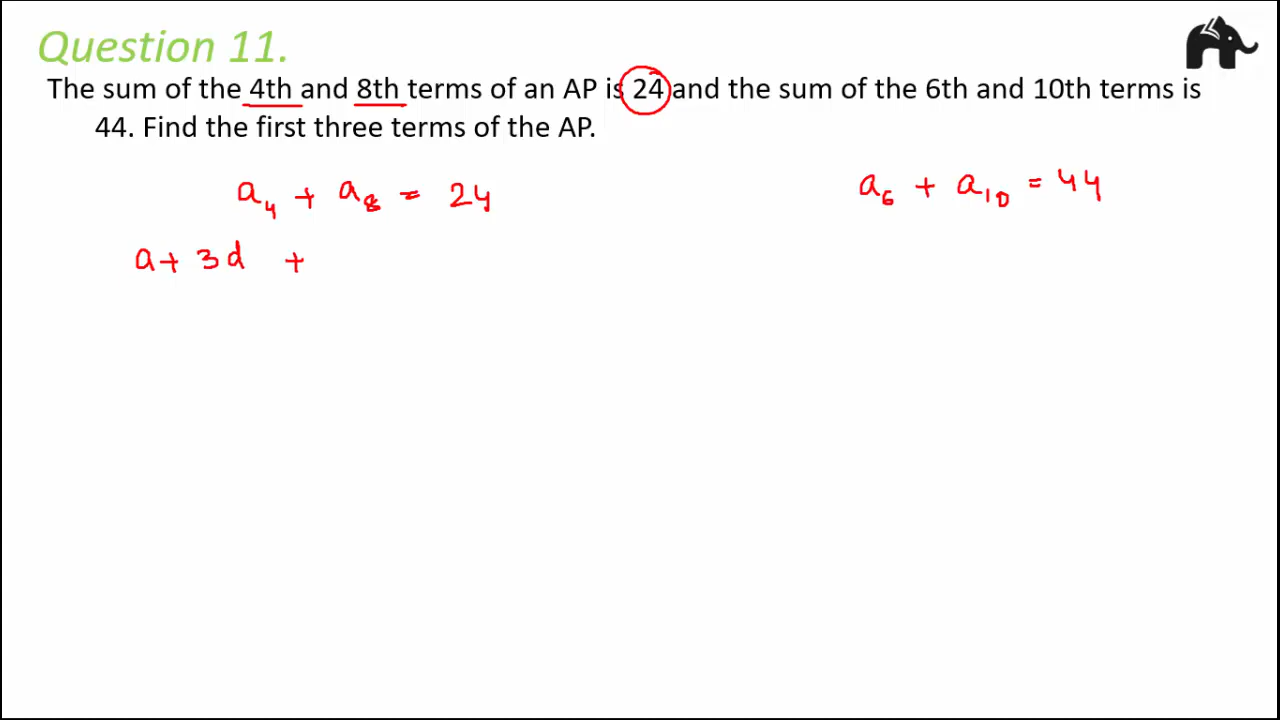 Question 11.
The sum of the 4th and 8th terms of an AP is 24 and the sum of the 6th and 10th terms is
44. Find the first three terms of the AP.
a₄ + a₈ = 24
a₆ + a₁₀ = 44
a + 3d +